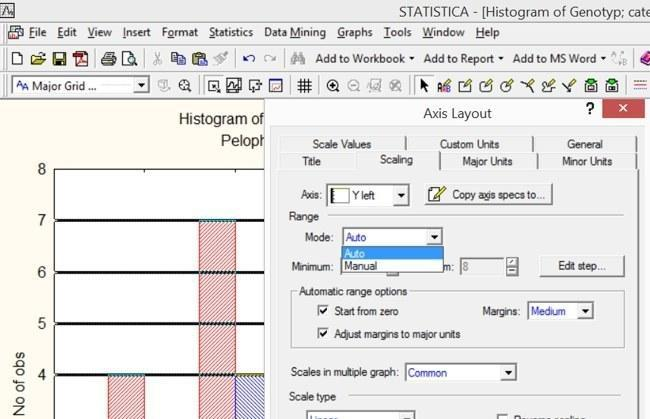 STATISTICA - [Histogram of Genotyp; cate
File Edit View Insert Format Statistics Data Mining Graphs Tools Window Help
Add to Workbook Add to Report Add to MS Word
Major Grid ...
Axis Layout ? ×
Histogram of
Peloph
Scale Values Custom Units General
Title Scaling Major Units Minor Units
Axis: Y left Copy axis specs to...
Range
Mode: Auto
Auto
Manual
Minimum: m: 8 Edit step...
Automatic range options
Start from zero Margins: Medium
Adjust margins to major units
Scales in multiple graph: Common
Scale type
8
7
6
5
4
No of obs